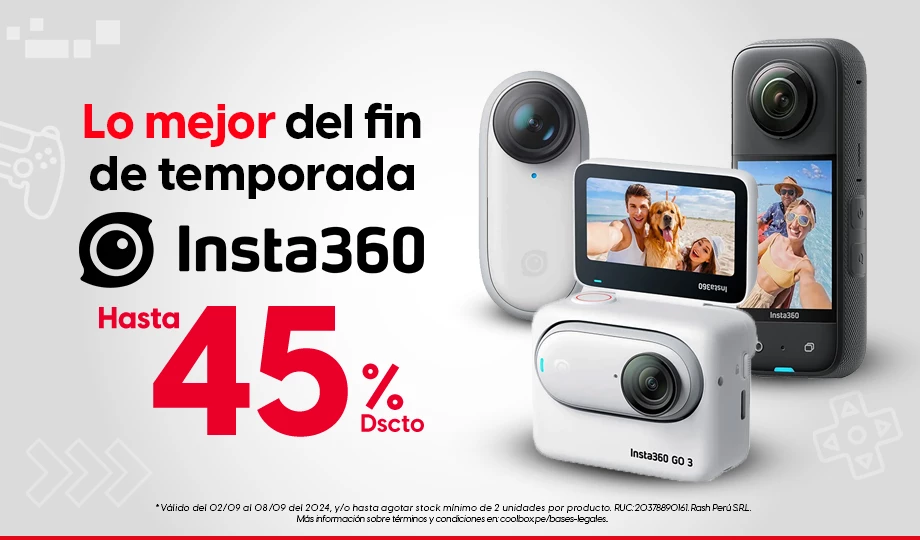 Lo mejor del fin
de temporada
Insta360
Hasta
45%
Dscto
Insta360
Insta360
Insta360 GO 3
*Válido del 02/09 al 08/09 del 2024, y/o hasta agotar stock mínimo de 2 unidades por producto. RUC:20378890161. Rash Perú S.R.L.
Más información sobre términos y condiciones en: coolbox.pe/bases-legales.